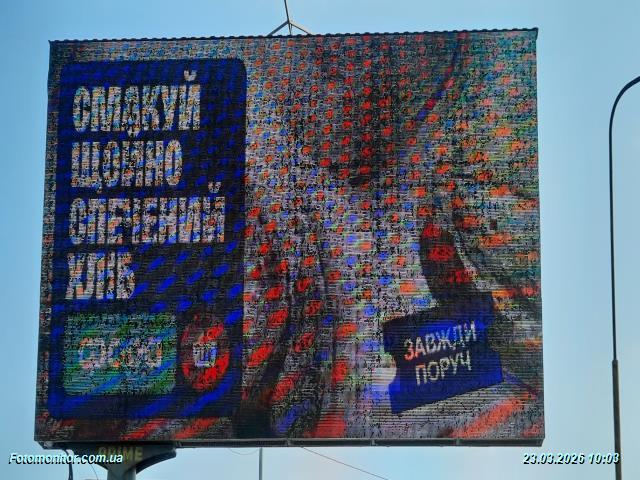 СМАКУЙ
ЩОЙНО
СПЕЧЕНИЙ
ХЛІБ
ЗАВЖДИ
ПОРУЧ
Fotomonitor.com.ua
23.03.2026 10:03